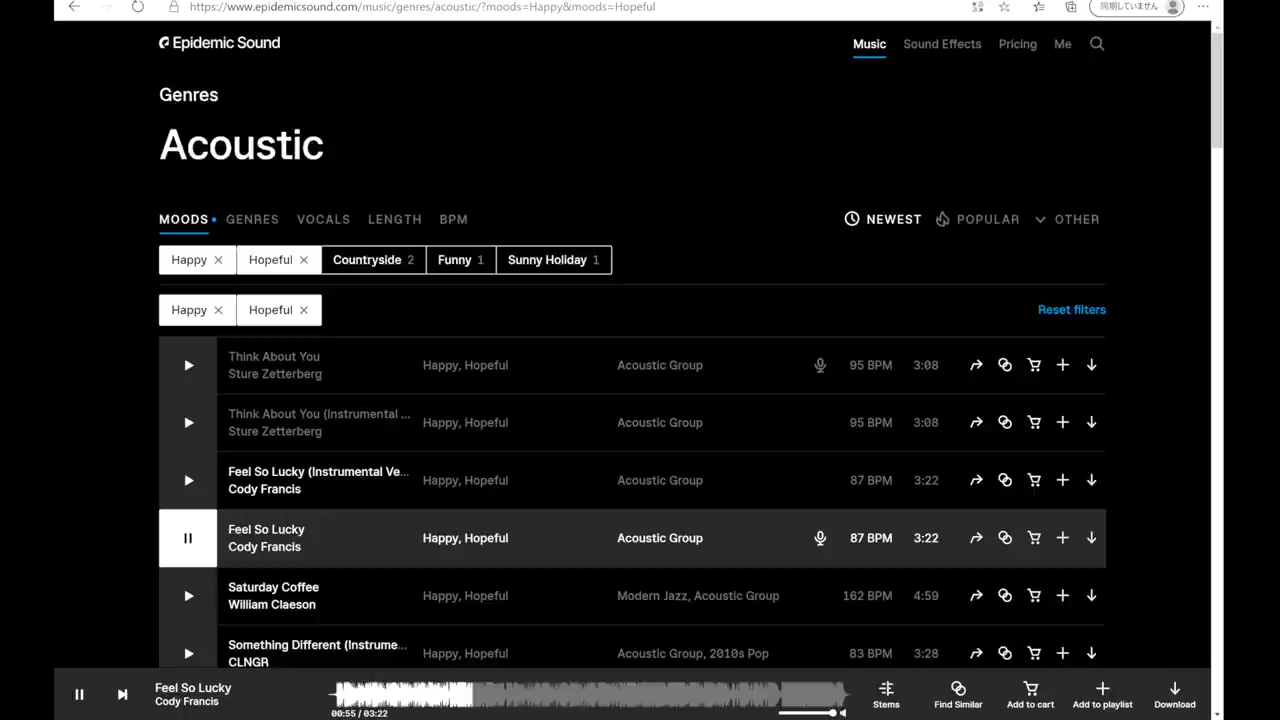 https://www.epidemicsound.com/music/genres/acoustic/?moods=Happy&moods=Hopeful
同期していません
Epidemic Sound
Music Sound Effects Pricing Me
Genres
Acoustic
MOODS GENRES VOCALS LENGTH BPM NEWEST POPULAR OTHER
Happy Hopeful Countryside 2 Funny 1 Sunny Holiday 1
Happy Hopeful Reset filters
Think About You
Sture Zetterberg
Happy, Hopeful Acoustic Group 95 BPM 3:08
Think About You (Instrumental ...
Sture Zetterberg
Happy, Hopeful Acoustic Group 95 BPM 3:08
Feel So Lucky (Instrumental Ve...
Cody Francis
Happy, Hopeful Acoustic Group 87 BPM 3:22
Feel So Lucky
Cody Francis
Happy, Hopeful Acoustic Group 87 BPM 3:22
Saturday Coffee
William Claeson
Happy, Hopeful Modern Jazz, Acoustic Group 162 BPM 4:59
Something Different (Instrume...
CLNGR
Happy, Hopeful Acoustic Group, 2010s Pop 83 BPM 3:28
Feel So Lucky
Cody Francis
00:55 / 03:22
Stems Find Similar Add to cart Add to playlist Download